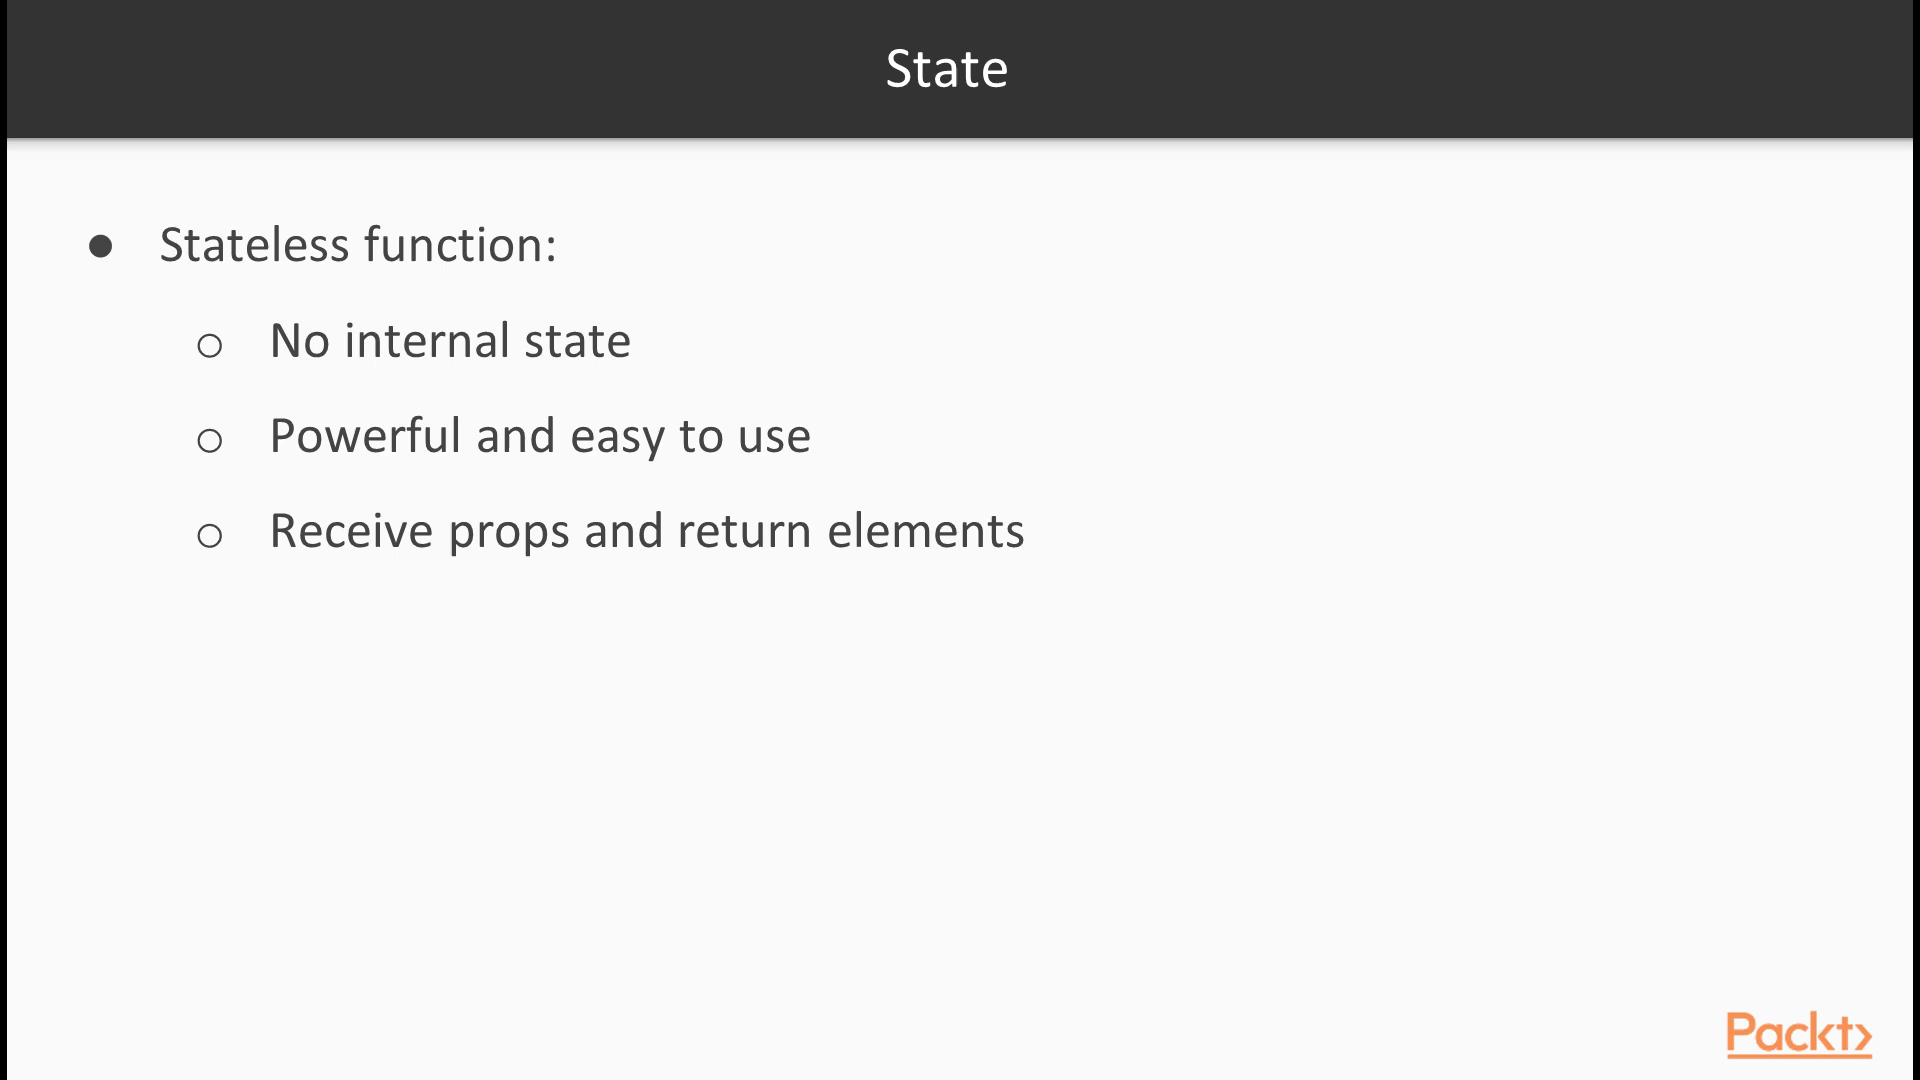 State
● Stateless function:
○ No internal state
○ Powerful and easy to use
○ Receive props and return elements
Packt>